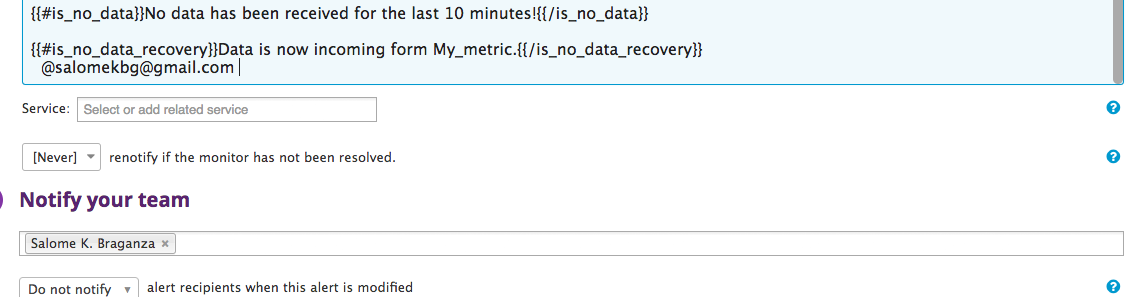 {{#is_no_data}}No data has been received for the last 10 minutes!{{/is_no_data}}
{{#is_no_data_recovery}}Data is now incoming form My_metric.{{/is_no_data_recovery}}
@salomekbg@gmail.com
Service: Select or add related service ?
[Never] renotify if the monitor has not been resolved. ?
Notify your team
Salome K. Braganza ×
Do not notify alert recipients when this alert is modified ?